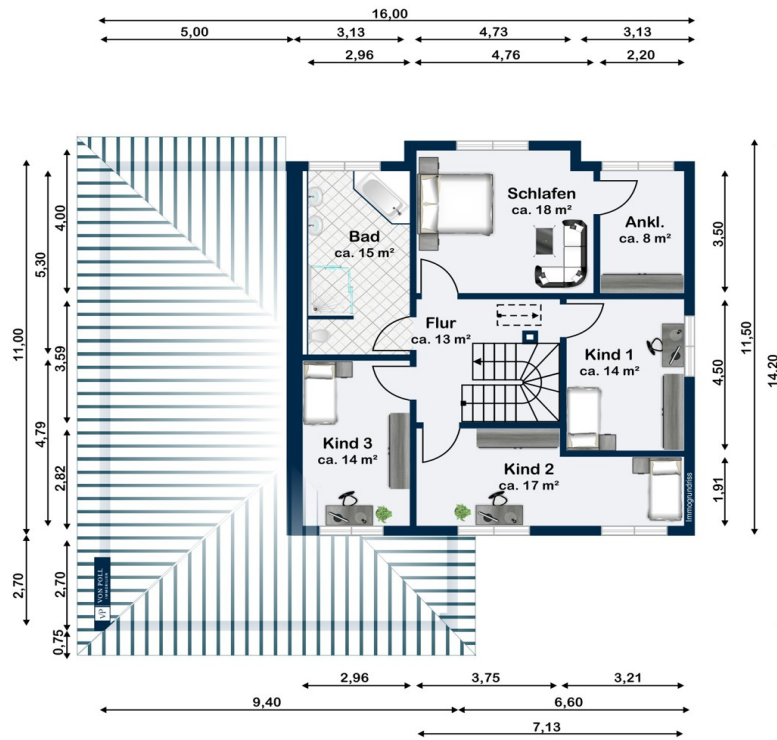 16,00
5,00
3,13
4,73
3,13
2,96
4,76
2,20
Schlafen
ca. 18 m²
Ankl.
ca. 8 m²
Bad
ca. 15 m²
Flur
ca. 13 m²
Kind 1
ca. 14 m²
Kind 3
ca. 14 m²
Kind 2
ca. 17 m²
11,00
5,30
4,00
3,59
4,79
2,82
2,70
2,70
0,75
3,50
4,50
1,91
11,50
14,20
Immogrundriss
VP VON POLL
IMMOBILIEN
2,96
3,75
3,21
9,40
6,60
7,13